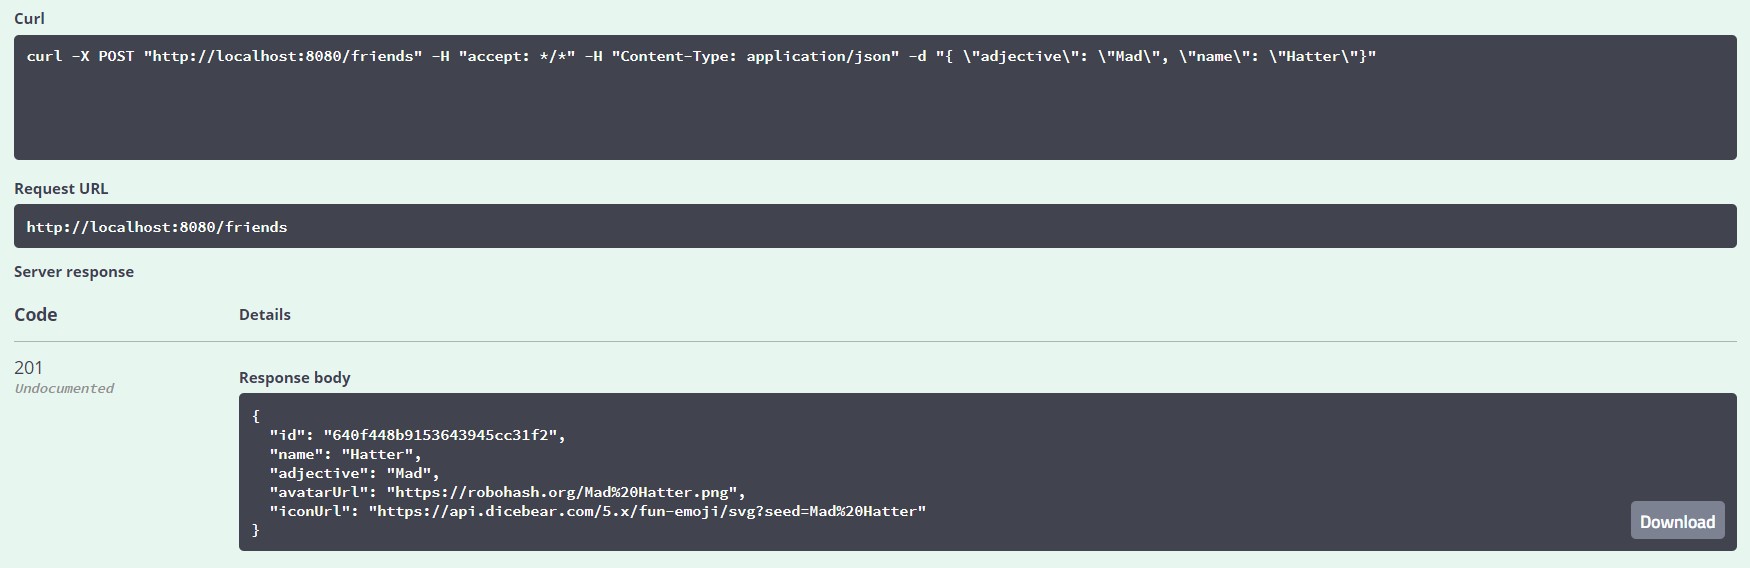 Curl
curl -X POST "http://localhost:8080/friends" -H "accept: */*" -H "Content-Type: application/json" -d "{ \"adjective\": \"Mad\", \"name\": \"Hatter\"}"
Request URL
http://localhost:8080/friends
Server response
Code Details
201
Undocumented
Response body
{
  "id": "640f448b9153643945cc31f2",
  "name": "Hatter",
  "adjective": "Mad",
  "avatarUrl": "https://robohash.org/Mad%20Hatter.png",
  "iconUrl": "https://api.dicebear.com/5.x/fun-emoji/svg?seed=Mad%20Hatter"
}
Download